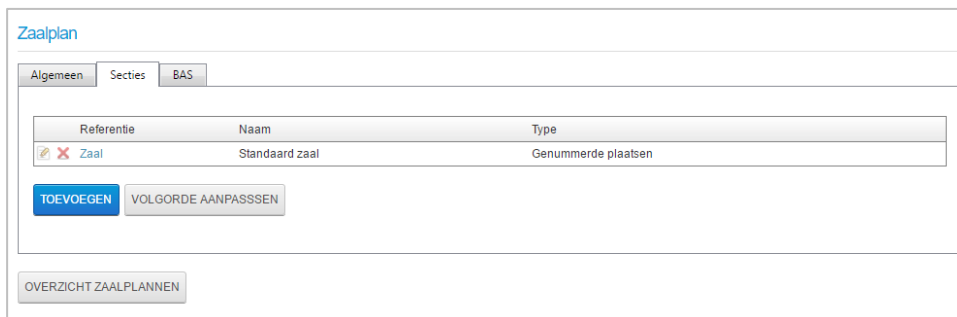 Zaalplan
Algemeen Secties BAS
Referentie Naam Type
Zaal Standaard zaal Genummerde plaatsen
TOEVOEGEN VOLGORDE AANPASSSEN
OVERZICHT ZAALPLANNEN